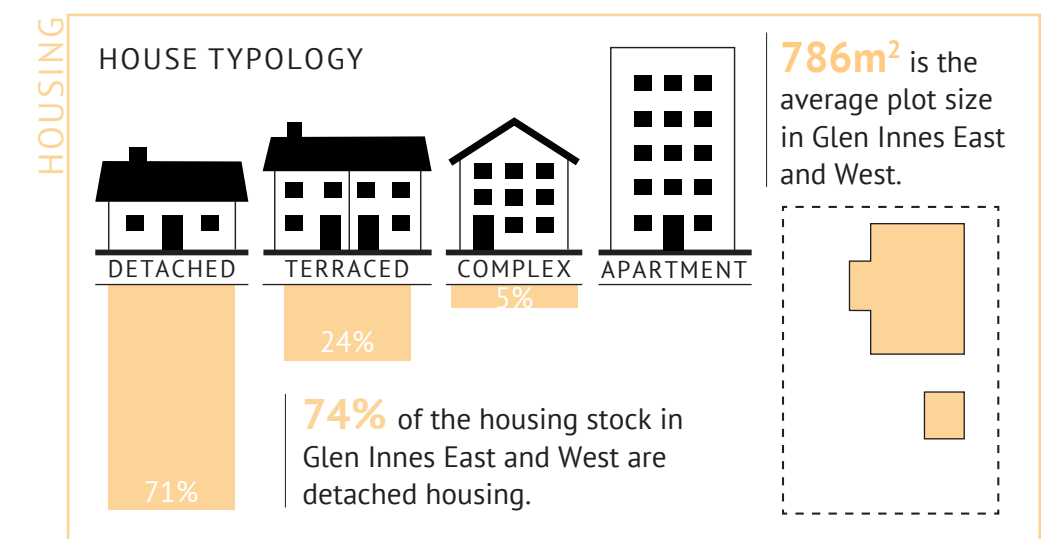 HOUSING
HOUSE TYPOLOGY
DETACHED
TERRACED
COMPLEX
APARTMENT
71%
24%
5%
786m² is the
average plot size
in Glen Innes East
and West.
74% of the housing stock in
Glen Innes East and West are
detached housing.